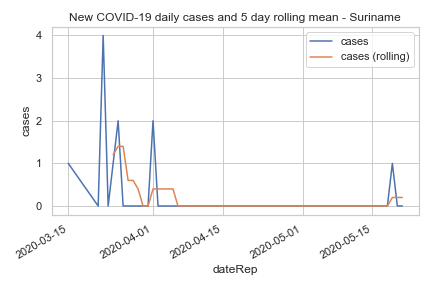 New COVID-19 daily cases and 5 day rolling mean - Suriname
cases
cases (rolling)
cases
4
3
2
1
0
2020-03-15
2020-04-01
2020-04-15
2020-05-01
2020-05-15
dateRep